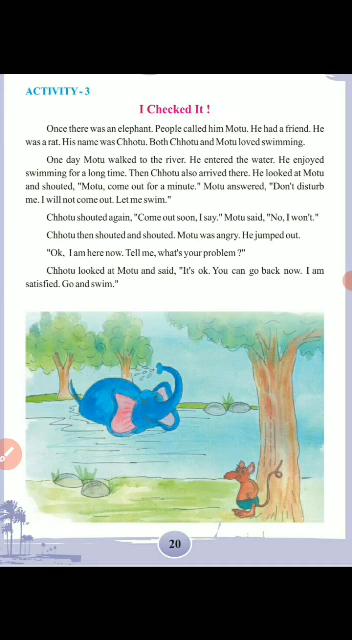 ACTIVITY - 3
I Checked It !
Once there was an elephant. People called him Motu. He had a friend. He
was a rat. His name was Chhotu. Both Chhotu and Motu loved swimming.
One day Motu walked to the river. He entered the water. He enjoyed
swimming for a long time. Then Chhotu also arrived there. He looked at Motu
and shouted, "Motu, come out for a minute." Motu answered, "Don't disturb
me. I will not come out. Let me swim."
Chhotu shouted again, "Come out soon, I say." Motu said, "No, I won't."
Chhotu then shouted and shouted. Motu was angry. He jumped out.
"Ok, I am here now. Tell me, what's your problem ?"
Chhotu looked at Motu and said, "It's ok. You can go back now. I am
satisfied. Go and swim."
20